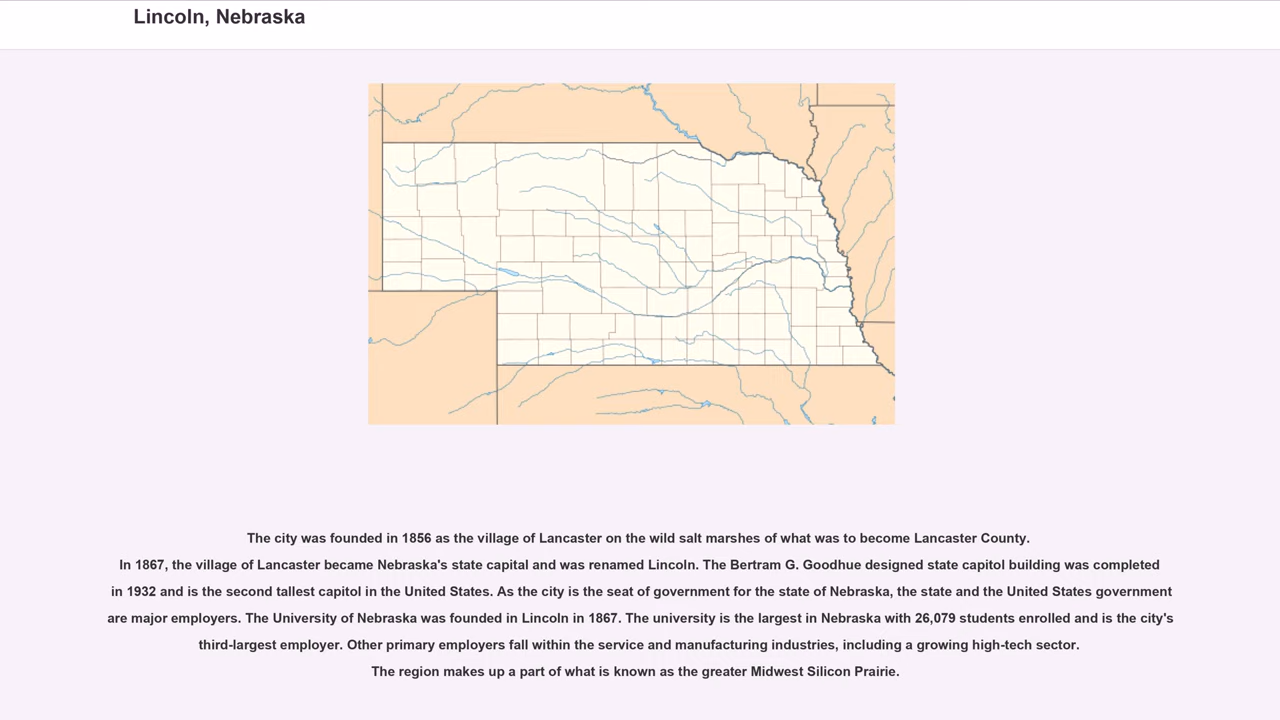 Lincoln, Nebraska
The city was founded in 1856 as the village of Lancaster on the wild salt marshes of what was to become Lancaster County.
In 1867, the village of Lancaster became Nebraska's state capital and was renamed Lincoln. The Bertram G. Goodhue designed state capitol building was completed
in 1932 and is the second tallest capitol in the United States. As the city is the seat of government for the state of Nebraska, the state and the United States government
are major employers. The University of Nebraska was founded in Lincoln in 1867. The university is the largest in Nebraska with 26,079 students enrolled and is the city's
third-largest employer. Other primary employers fall within the service and manufacturing industries, including a growing high-tech sector.
The region makes up a part of what is known as the greater Midwest Silicon Prairie.